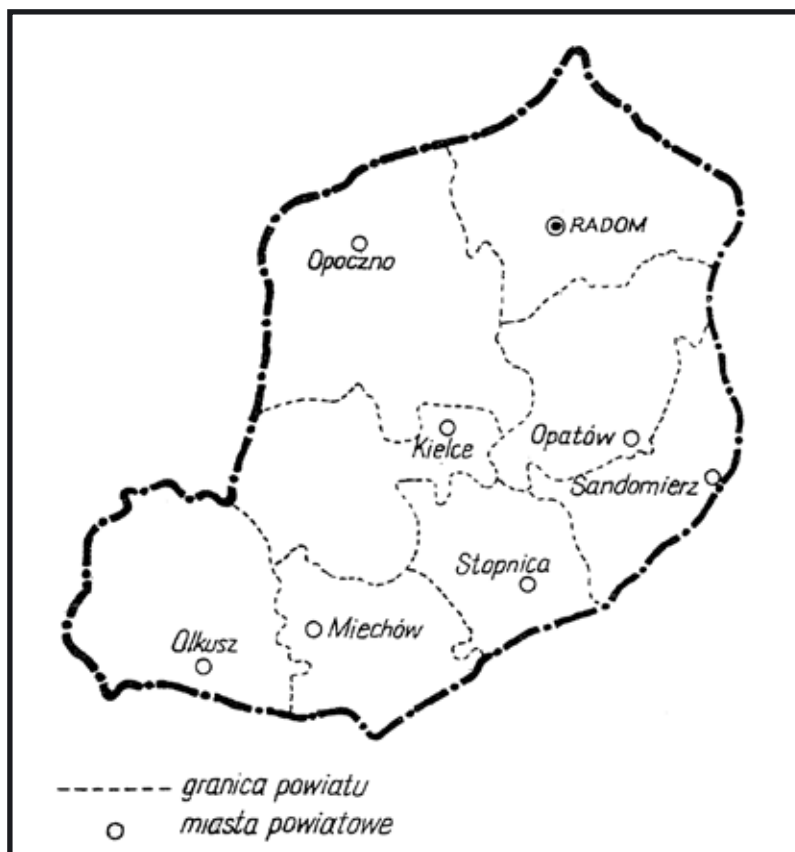 RADOM
Opoczno
Kielce
Opatów
Sandomierz
Stopnica
Miechów
Olkusz
granica powiatu
miasta powiatowe